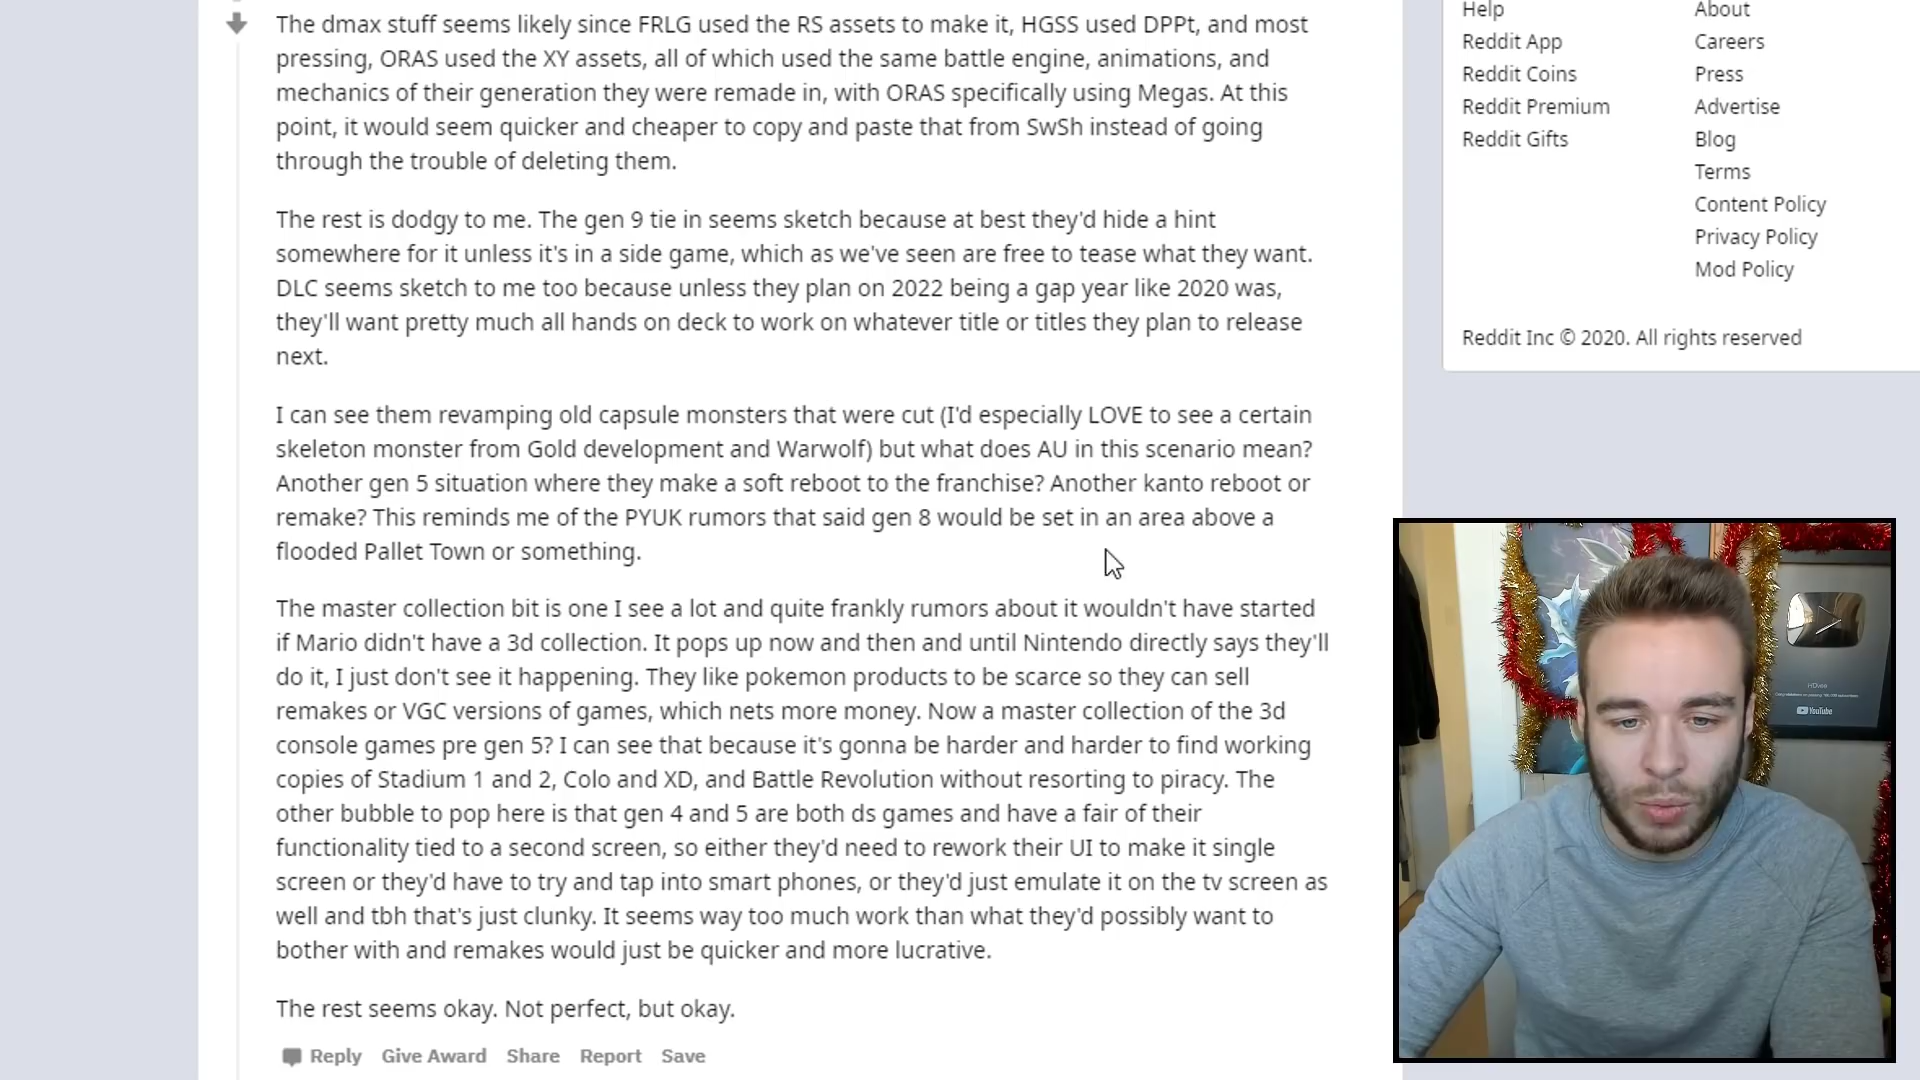 The dmax stuff seems likely since FRLG used the RS assets to make it, HGSS used DPPt, and most
pressing, ORAS used the XY assets, all of which used the same battle engine, animations, and
mechanics of their generation they were remade in, with ORAS specifically using Megas. At this
point, it would seem quicker and cheaper to copy and paste that from SwSh instead of going
through the trouble of deleting them.
The rest is dodgy to me. The gen 9 tie in seems sketch because at best they'd hide a hint
somewhere for it unless it's in a side game, which as we've seen are free to tease what they want.
DLC seems sketch to me too because unless they plan on 2022 being a gap year like 2020 was,
they'll want pretty much all hands on deck to work on whatever title or titles they plan to release
next.
I can see them revamping old capsule monsters that were cut (I'd especially LOVE to see a certain
skeleton monster from Gold development and Warwolf) but what does AU in this scenario mean?
Another gen 5 situation where they make a soft reboot to the franchise? Another kanto reboot or
remake? This reminds me of the PYUK rumors that said gen 8 would be set in an area above a
flooded Pallet Town or something.
The master collection bit is one I see a lot and quite frankly rumors about it wouldn't have started
if Mario didn't have a 3d collection. It pops up now and then and until Nintendo directly says they'll
do it, I just don't see it happening. They like pokemon products to be scarce so they can sell
remakes or VGC versions of games, which nets more money. Now a master collection of the 3d
console games pre gen 5? I can see that because it's gonna be harder and harder to find working
copies of Stadium 1 and 2, Colo and XD, and Battle Revolution without resorting to piracy. The
other bubble to pop here is that gen 4 and 5 are both ds games and have a fair of their
functionality tied to a second screen, so either they'd need to rework their UI to make it single
screen or they'd have to try and tap into smart phones, or they'd just emulate it on the tv screen as
well and tbh that's just clunky. It seems way too much work than what they'd possibly want to
bother with and remakes would just be quicker and more lucrative.
The rest seems okay. Not perfect, but okay.
Reply Give Award Share Report Save
Help
Reddit App
Reddit Coins
Reddit Premium
Reddit Gifts
About
Careers
Press
Advertise
Blog
Terms
Content Policy
Privacy Policy
Mod Policy
Reddit Inc © 2020. All rights reserved
YouTube